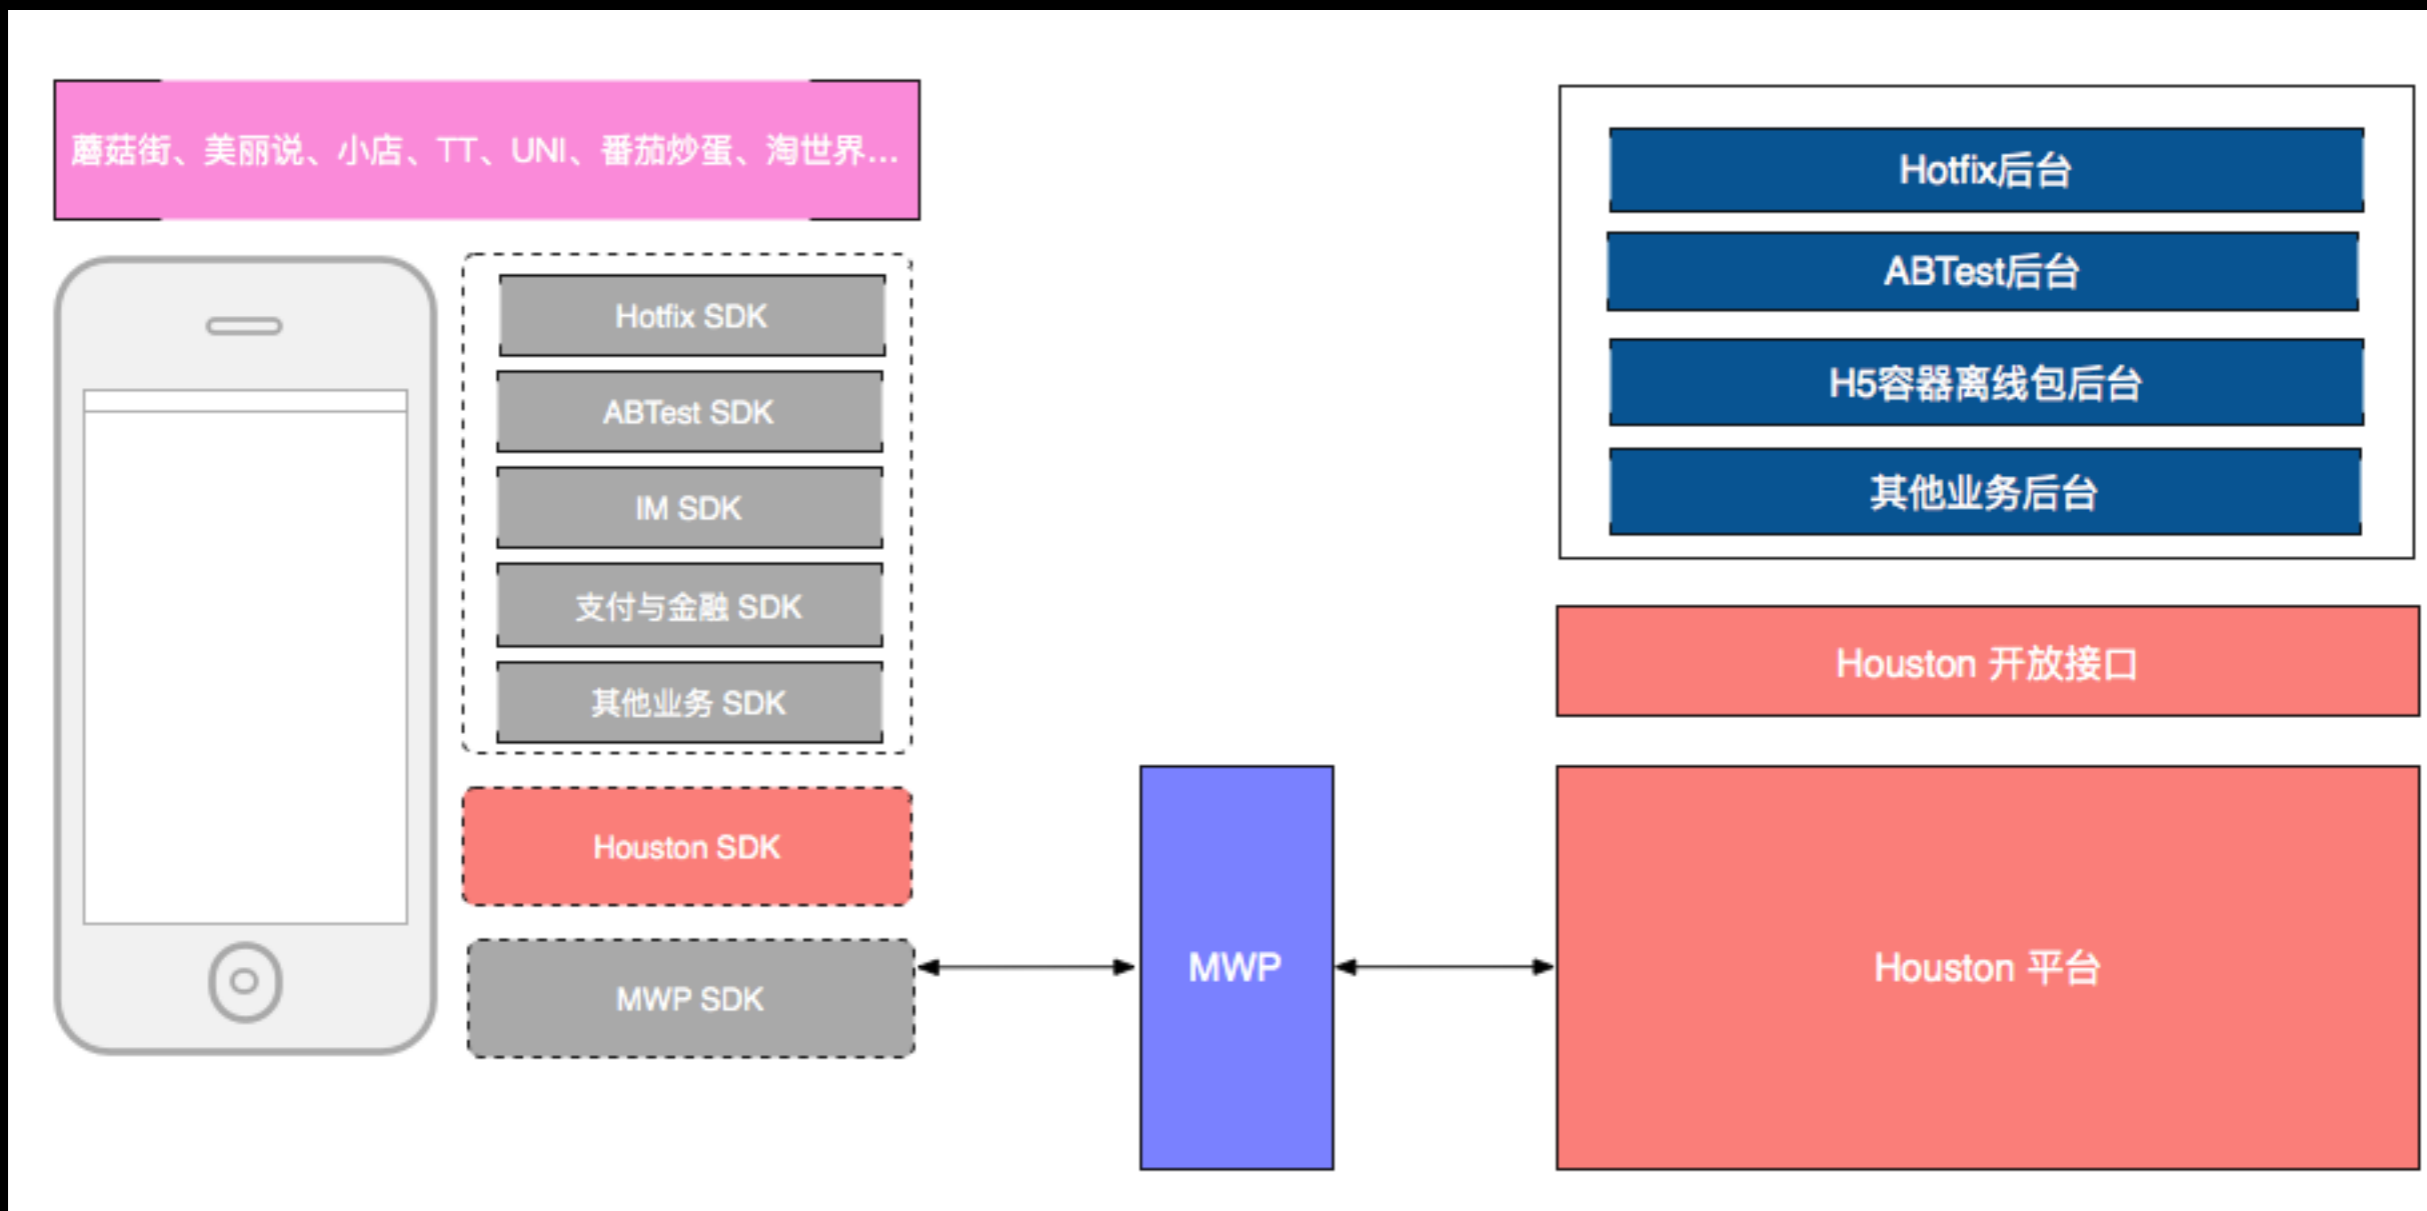 蘑菇街、美丽说、小店、TT、UNI、番茄炒蛋、淘世界...
Hotfix SDK
ABTest SDK
IM SDK
支付与金融 SDK
其他业务 SDK
Houston SDK
MWP SDK
MWP
Hotfix后台
ABTest后台
H5容器离线包后台
其他业务后台
Houston 开放接口
Houston 平台